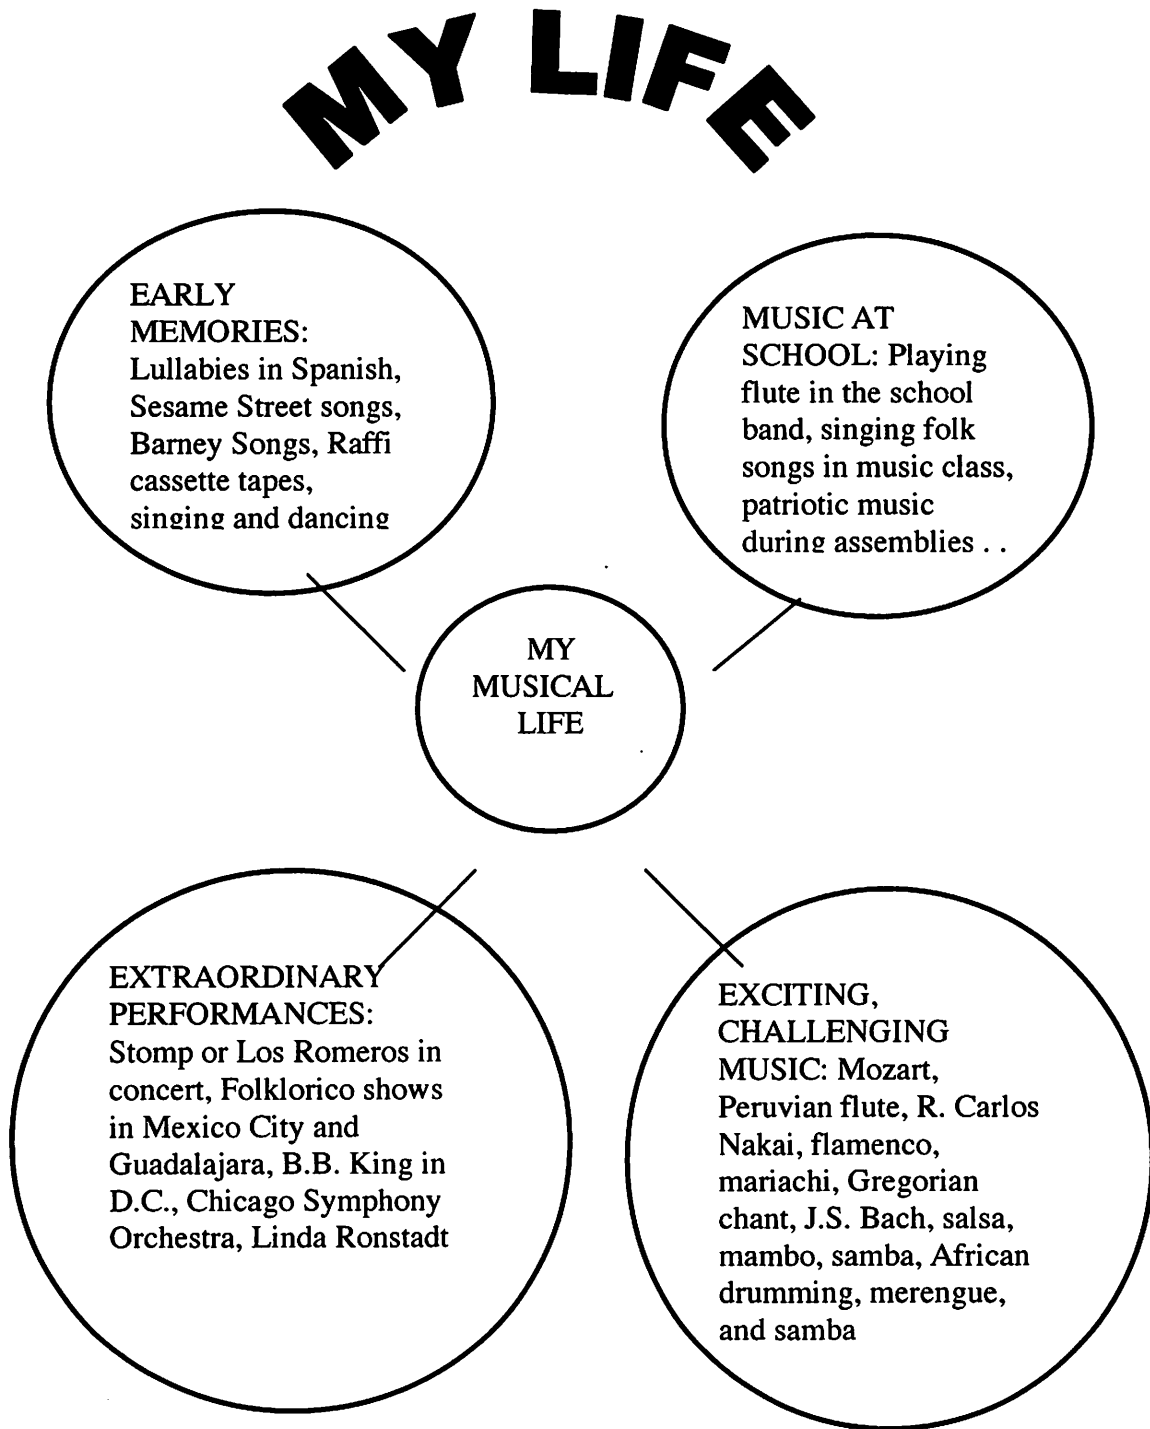 MY LIFE
EARLY
MEMORIES:
Lullabies in Spanish,
Sesame Street songs,
Barney Songs, Raffi
cassette tapes,
singing and dancing
MUSIC AT
SCHOOL: Playing
flute in the school
band, singing folk
songs in music class,
patriotic music
during assemblies . .
MY
MUSICAL
LIFE
EXTRAORDINARY
PERFORMANCES:
Stomp or Los Romeros in
concert, Folklorico shows
in Mexico City and
Guadalajara, B.B. King in
D.C., Chicago Symphony
Orchestra, Linda Ronstadt
EXCITING,
CHALLENGING
MUSIC: Mozart,
Peruvian flute, R. Carlos
Nakai, flamenco,
mariachi, Gregorian
chant, J.S. Bach, salsa,
mambo, samba, African
drumming, merengue,
and samba